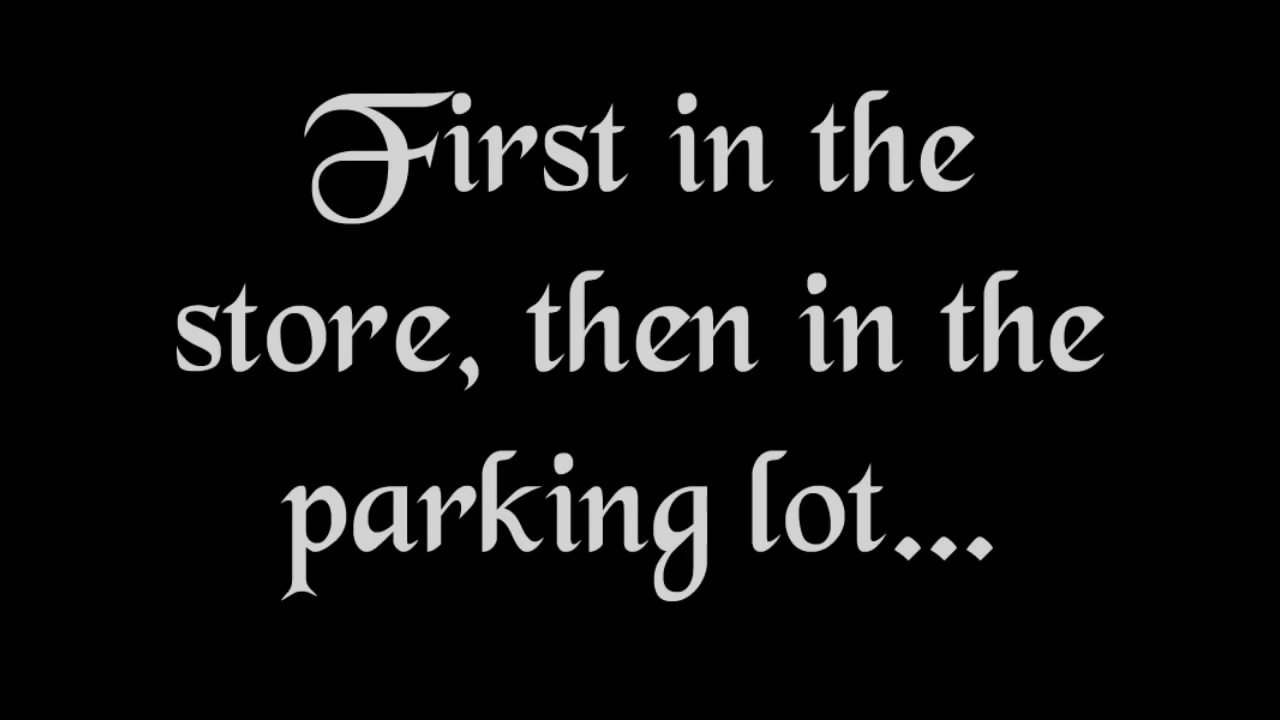 First in the
store, then in the
parking lot...